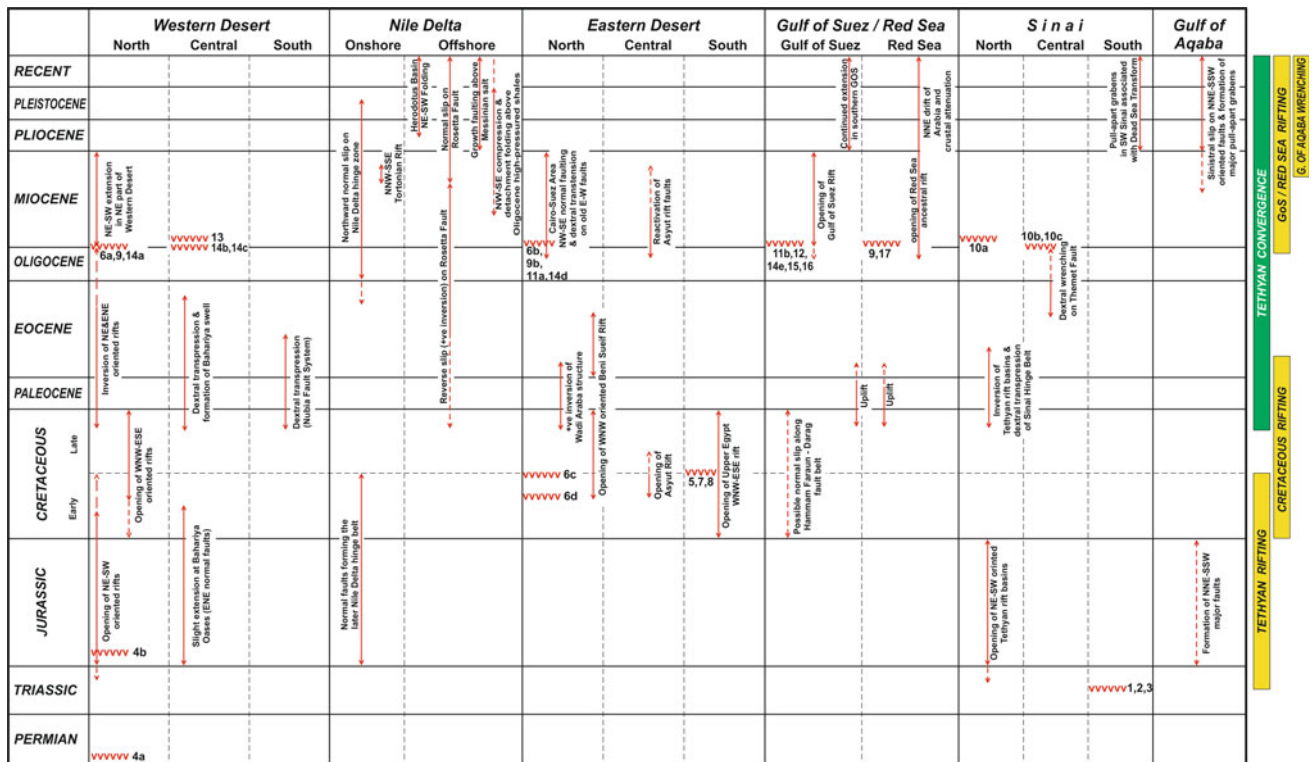 Western Desert
Nile Delta
Eastern Desert
Gulf of Suez / Red Sea
Sinai
Gulf of
Aqaba
North
Central
South
Onshore
Offshore
North
Central
South
Gulf of Suez
Red Sea
North
Central
South
RECENT
PLEISTOCENE
PLIOCENE
MIOCENE
OLIGOCENE
EOCENE
PALEOCENE
CRETACEOUS
Late
Early
JURASSIC
TRIASSIC
PERMIAN
NE-SW extension
in NE part of
Western Desert
vvvvvv
6a,9,14a
Inversion of NE&ENE
oriented rifts
Opening of WNW-ESE
oriented rifts
Opening of NE-SW
oriented rifts
vvvvvv 4b
vvvvvv 4a
vvvvvv 13
vvvvvv 14b,14c
Dextral transpression &
formation of Bahariya swell
Slight extension at Bahariya
Oases (ENE normal faults)
Dextral transpression
(Nubia Fault System)
Northward normal slip on
Nile Delta hinge zone
NNW-SSE
Tortonian Rift
Normal faults forming the
later Nile Delta hinge belt
Herodotus Basin
NE-SW Folding
Normal slip on
Rosetta Fault
Reverse slip (+ve inversion) on Rosetta Fault
Growth faulting above
Messinian salt
NW-SE compression &
detachment folding above
Oligocene high-pressured shales
Cairo-Suez Area
NW-SE normal faulting
& dextral transtension
on old E-W faults
vvvvvv
6b,
9b,
11a,14d
+ve inversion of
Wadi Araba structure
Opening of WNW oriented Beni Sueif Rift
vvvvvv 6c
vvvvvv 6d
Reactivation of
Asyut rift faults
Opening of
Asyut Rift
vvvvvv
5,7,8
Opening of Upper Egypt
WNW-ESE rift
Continued extension
in southern GOS
Opening of
Gulf of Suez Rift
vvvvvv
11b,12,
14e,15,16
Uplift
Possible normal slip along
Hammam Faraun - Darag
fault belt
NNE drift of
Arabia and
crustal attenuation
opening of Red Sea
ancestral rift
vvvvvv
9,17
Uplift
vvvvvv
10a
Inversion of
Tethyan rift basins &
dextral transpression
of Sinai Hinge Belt
Opening of NE-SW orinted
Tethyan rift basins
10b, 10c
vvvvv
Dextral wrenching
on Themet Fault
Pull-apart grabens
in SW Sinai associated
with Dead Sea Transform
vvvvvv 1,2,3
Sinistral slip on NNE-SSW
oriented faults & formation of
major pull-apart grabens
Formation of NNE-SSW
major faults
TETHYAN CONVERGENCE
TETHYAN RIFTING
GoS / RED SEA RIFTING
CRETACEOUS RIFTING
G. OF AQABA WRENCHING